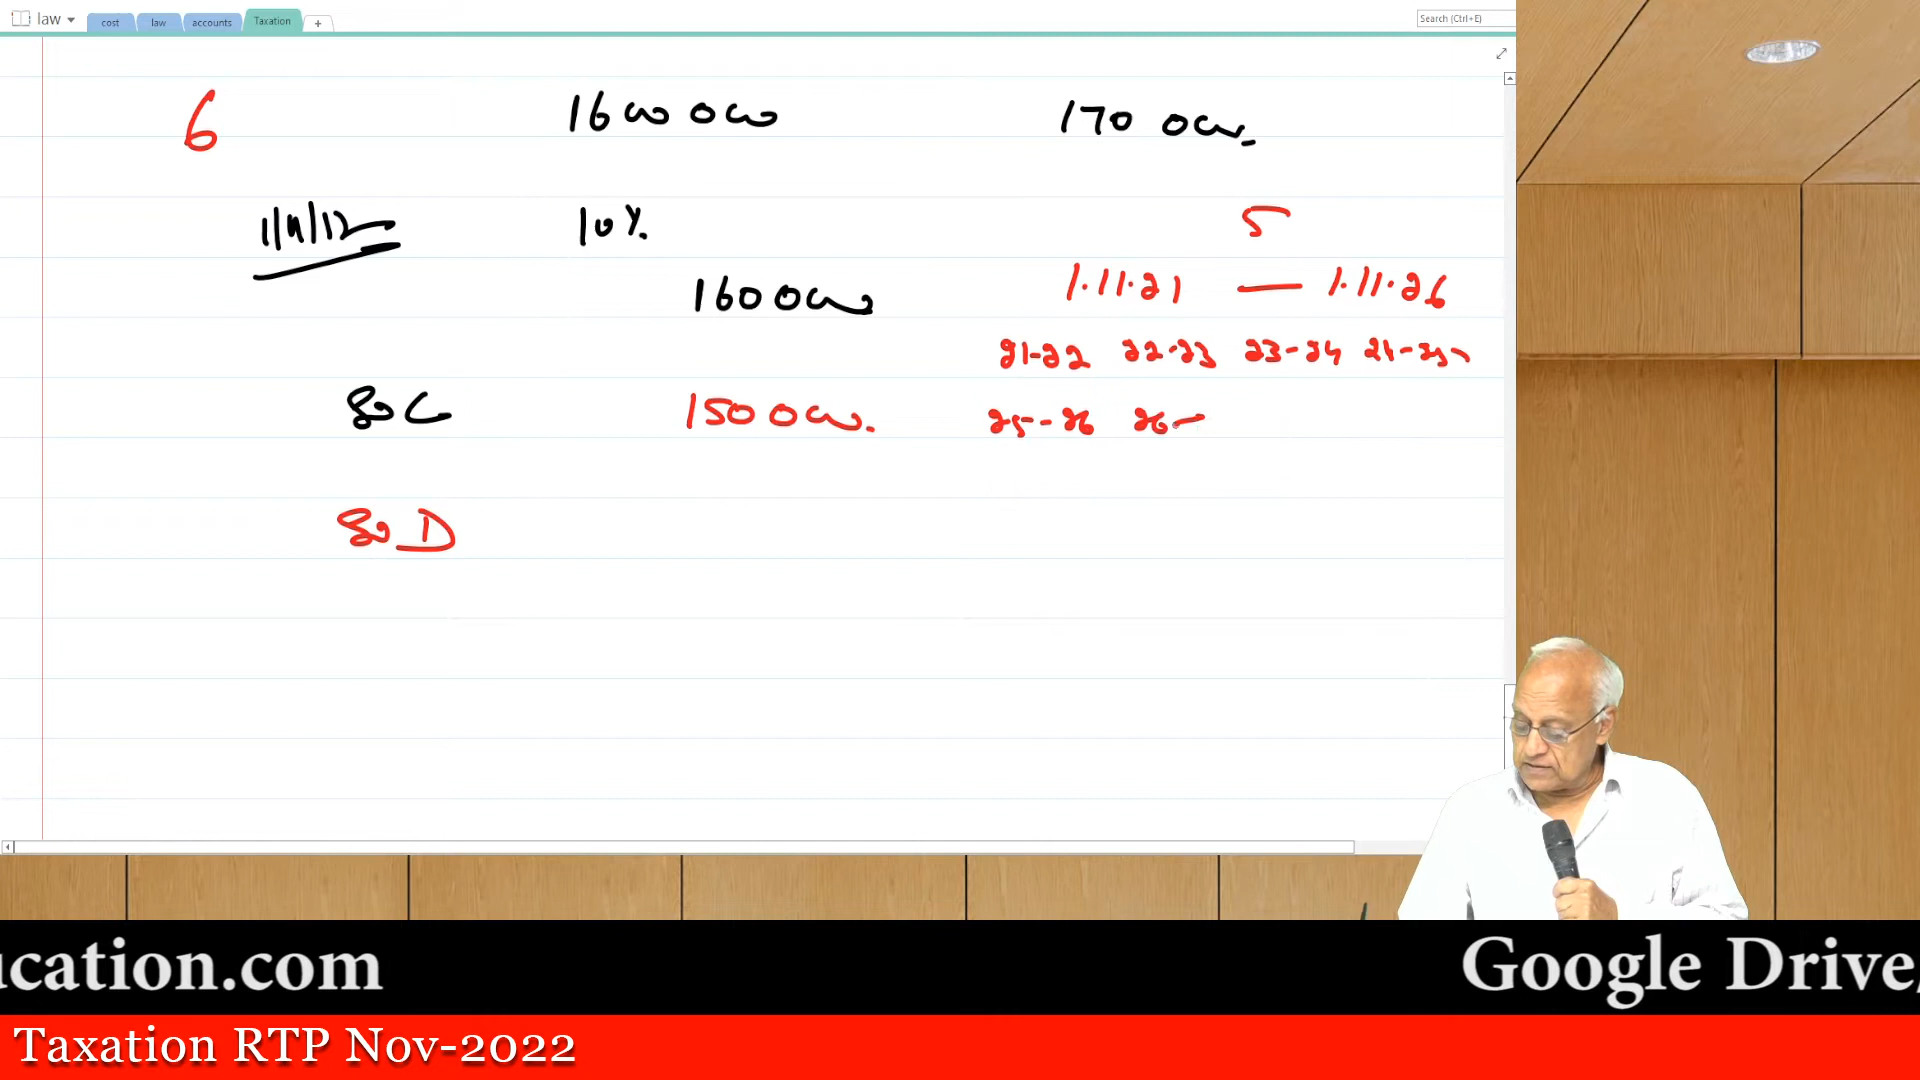 law cost law accounts Taxation + Search (Ctrl+E)
6 1600000 170000
1/4/12 10%
5
160000 1.11.21 — 1.11.26
21-22 22-23 23-24 24-25
80C 150000. 25-26 26-
80D
ucation.com Google Drive/
Taxation RTP Nov-2022